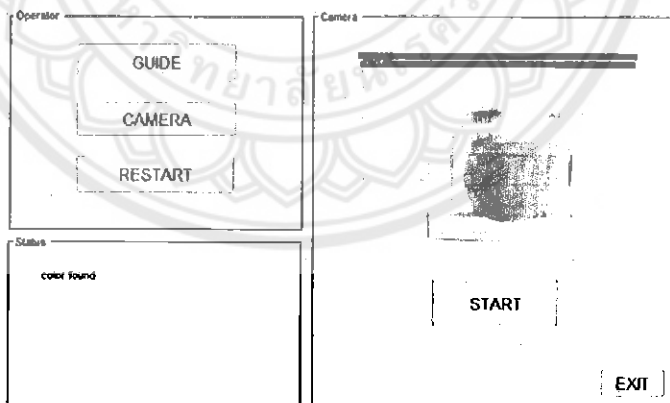 Operator
GUIDE
CAMERA
RESTART
Status
color found
Camera
START
EXIT